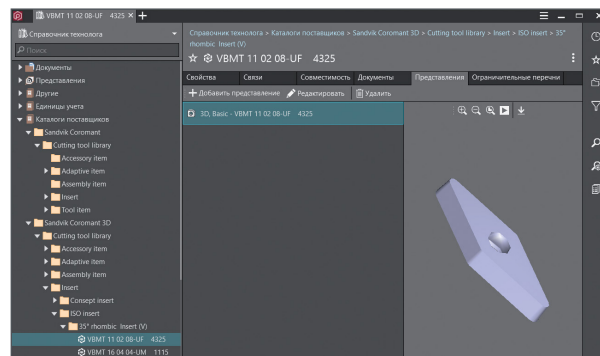 VBMT 11 02 08-UF 4325
Справочник технолога
Поиск
Документы
Представления
Другие
Единицы учета
Каталоги поставщиков
Sandvik Coromant
Cutting tool library
Accessory item
Adaptive item
Assembly item
Insert
Tool item
Sandvik Coromant 3D
Cutting tool library
Accessory item
Adaptive item
Assembly item
Insert
Consept insert
ISO insert
35° rhombic Insert (V)
VBMT 11 02 08-UF 4325
VBMT 16 04 04-UM 1115
Справочник технолога > Каталоги поставщиков > Sandvik Coromant 3D > Cutting tool library > Insert > ISO insert > 35°
rhombic Insert (V)
VBMT 11 02 08-UF 4325
Свойства Связи Совместимость Документы Представления Ограничительные перечни
Добавить представление Редактировать Удалить
3D, Basic - VBMT 11 02 08-UF 4325